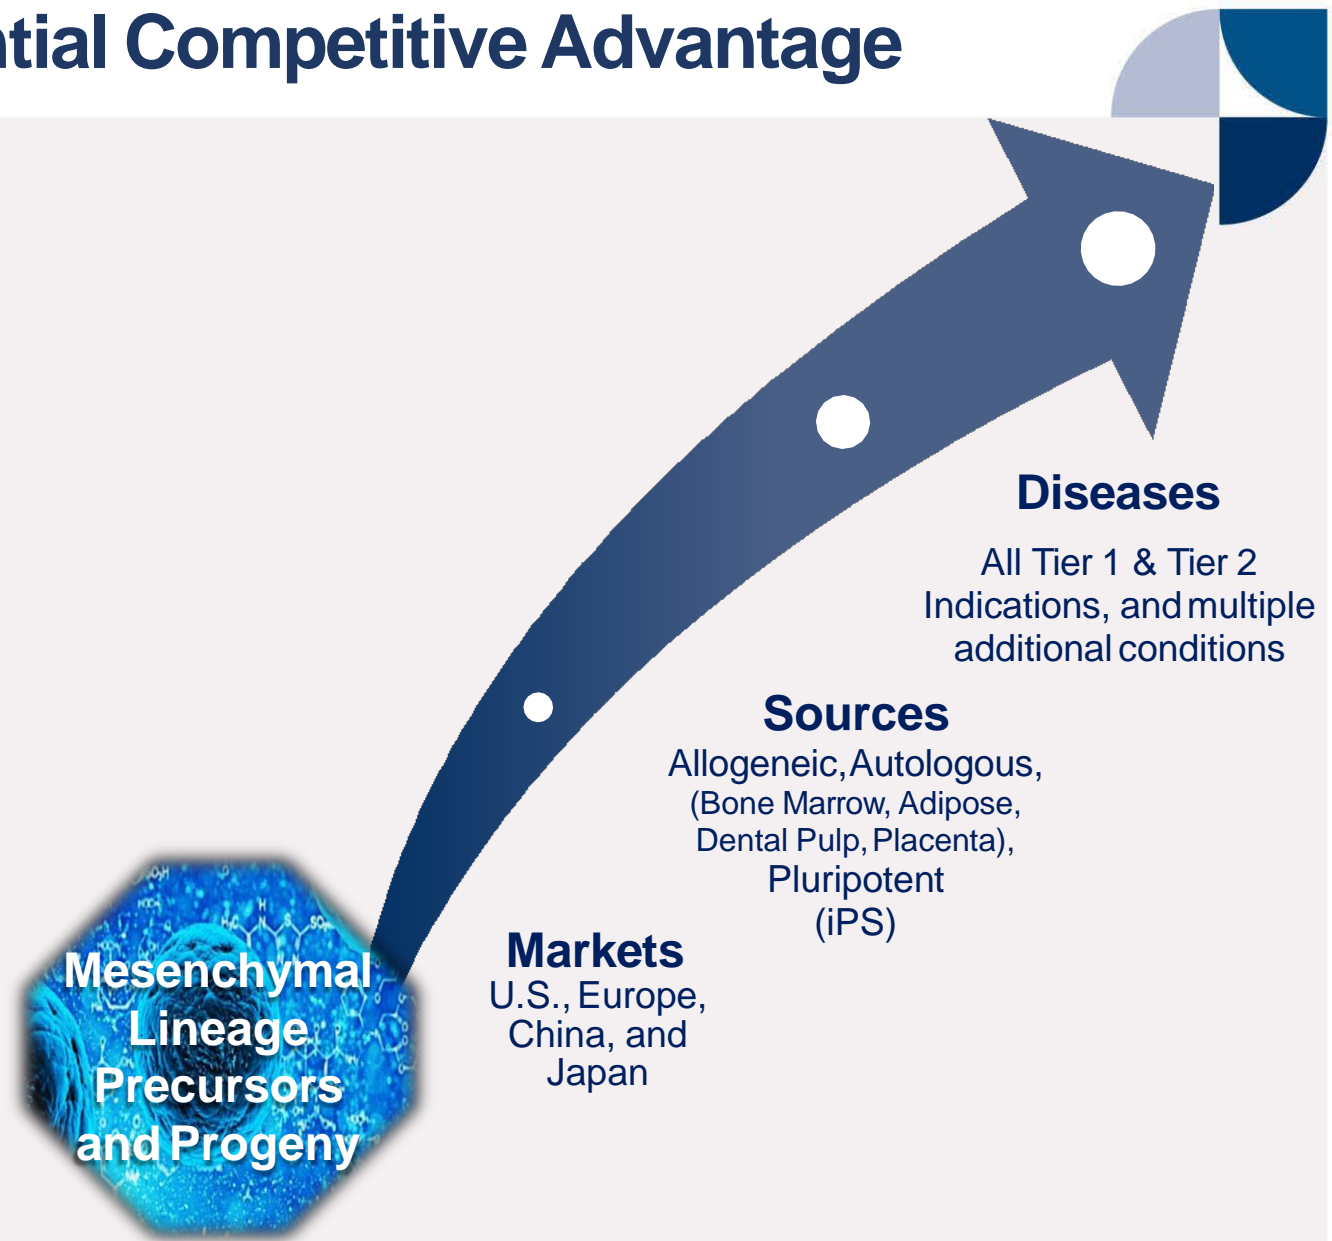 Competitive Advantage
Diseases
All Tier 1 & Tier 2
Indications, and multiple
additional conditions
Sources
Allogeneic, Autologous,
(Bone Marrow, Adipose,
Dental Pulp, Placenta),
Pluripotent
(iPS)
Markets
U.S., Europe,
China, and
Japan
Mesenchymal
Lineage
Precursors
and Progeny